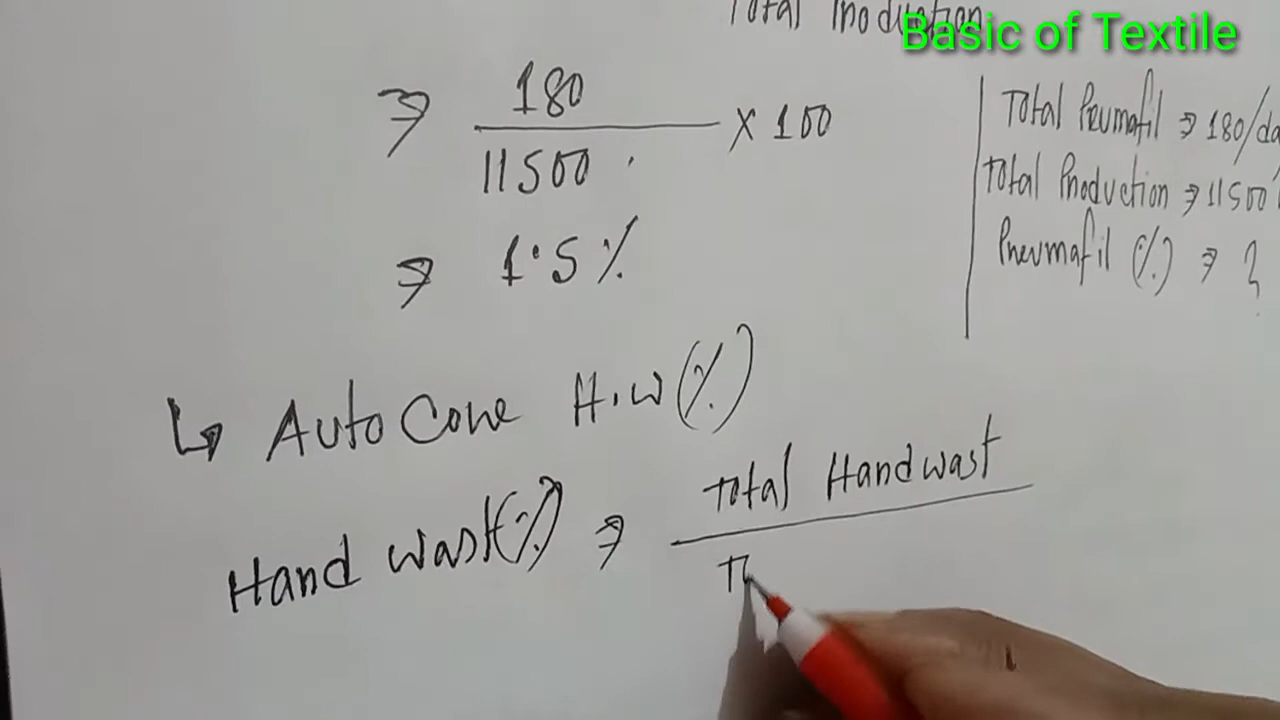 Total Production
Basic of Textile
⇒ 180
11500 × 100
⇒ 1.5 %
Total Pneumafil ⇒ 180/da
Total Production ⇒ 11500
Pneumafil (%) ⇒ ?
↳ Auto Cone H.W (%)
Hand Wast(%) ⇒ Total Handwast